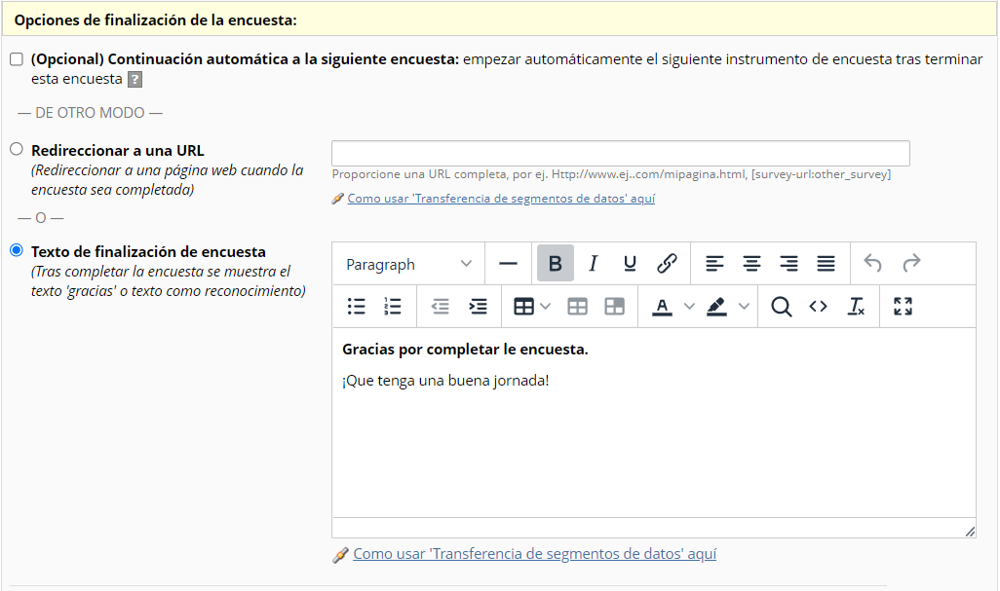 Opciones de finalización de la encuesta:
(Opcional) Continuación automática a la siguiente encuesta: empezar automáticamente el siguiente instrumento de encuesta tras terminar
esta encuesta ?
— DE OTRO MODO —
Redireccionar a una URL
(Redireccionar a una página web cuando la
encuesta sea completada)
Proporcione una URL completa, por ej. Http://www.ej..com/mipagina.html, [survey-url:other_survey]
Como usar 'Transferencia de segmentos de datos' aquí
— O —
Texto de finalización de encuesta
(Tras completar la encuesta se muestra el
texto 'gracias' o texto como reconocimiento)
Paragraph
B I U
A
Gracias por completar le encuesta.
¡Que tenga una buena jornada!
Como usar 'Transferencia de segmentos de datos' aquí